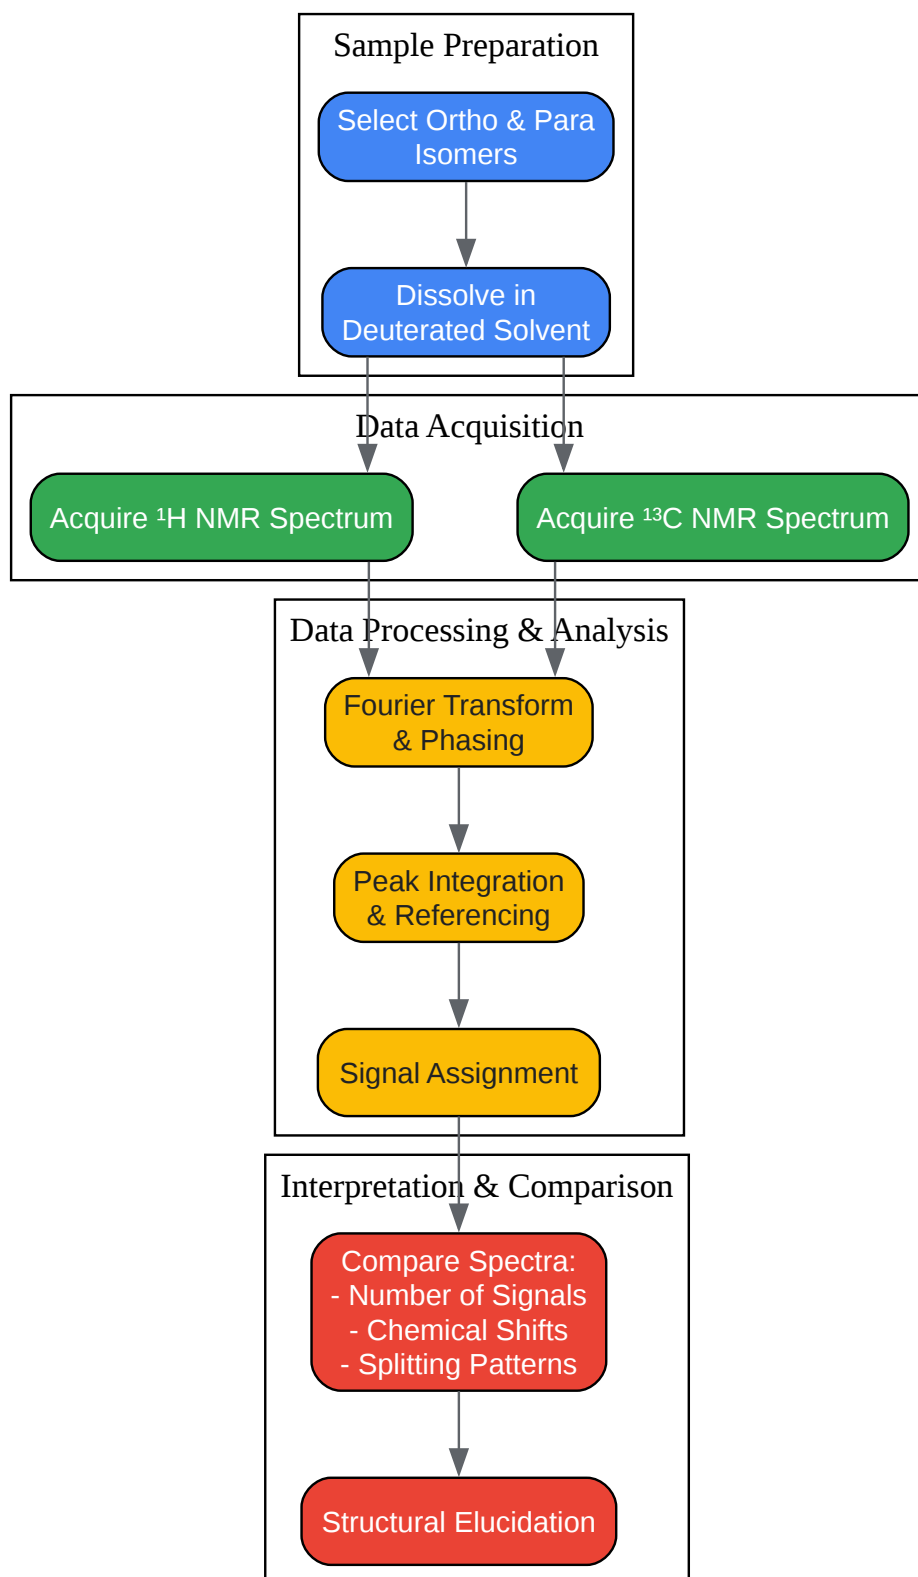 Sample Preparation
Select Ortho & Para
Isomers
Dissolve in
Deuterated Solvent
Data Acquisition
Acquire ¹H NMR Spectrum
Acquire ¹³C NMR Spectrum
Data Processing & Analysis
Fourier Transform
& Phasing
Peak Integration
& Referencing
Signal Assignment
Interpretation & Comparison
Compare Spectra:
- Number of Signals
- Chemical Shifts
- Splitting Patterns
Structural Elucidation